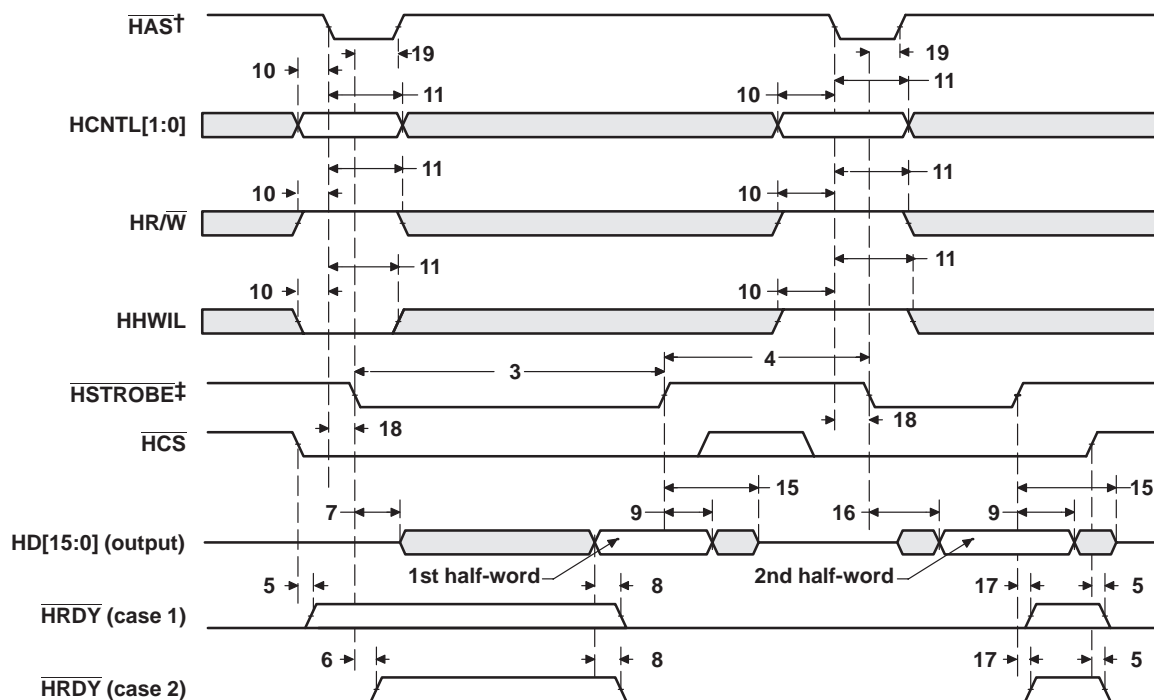 HAS†
19
19
10
11
10
11
HCNTL[1:0]
11
11
10
10
HR/W
11
11
10
10
HHWIL
3
4
HSTROBE‡
18
18
HCS
15
15
7
9
16
9
HD[15:0] (output)
1st half-word
2nd half-word
5
8
17
5
HRDY (case 1)
6
8
17
5
HRDY (case 2)